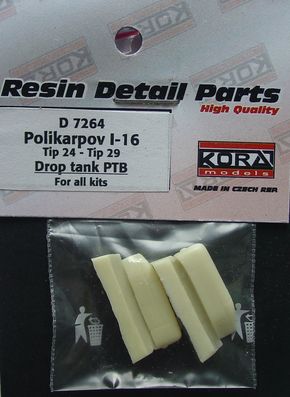 Resin Detail Parts
High Quality
D 7264
Polikarpov I-16
Tip 24 - Tip 29
Drop tank PTB
For all kits
KORA
models
MADE IN CZECH REP.